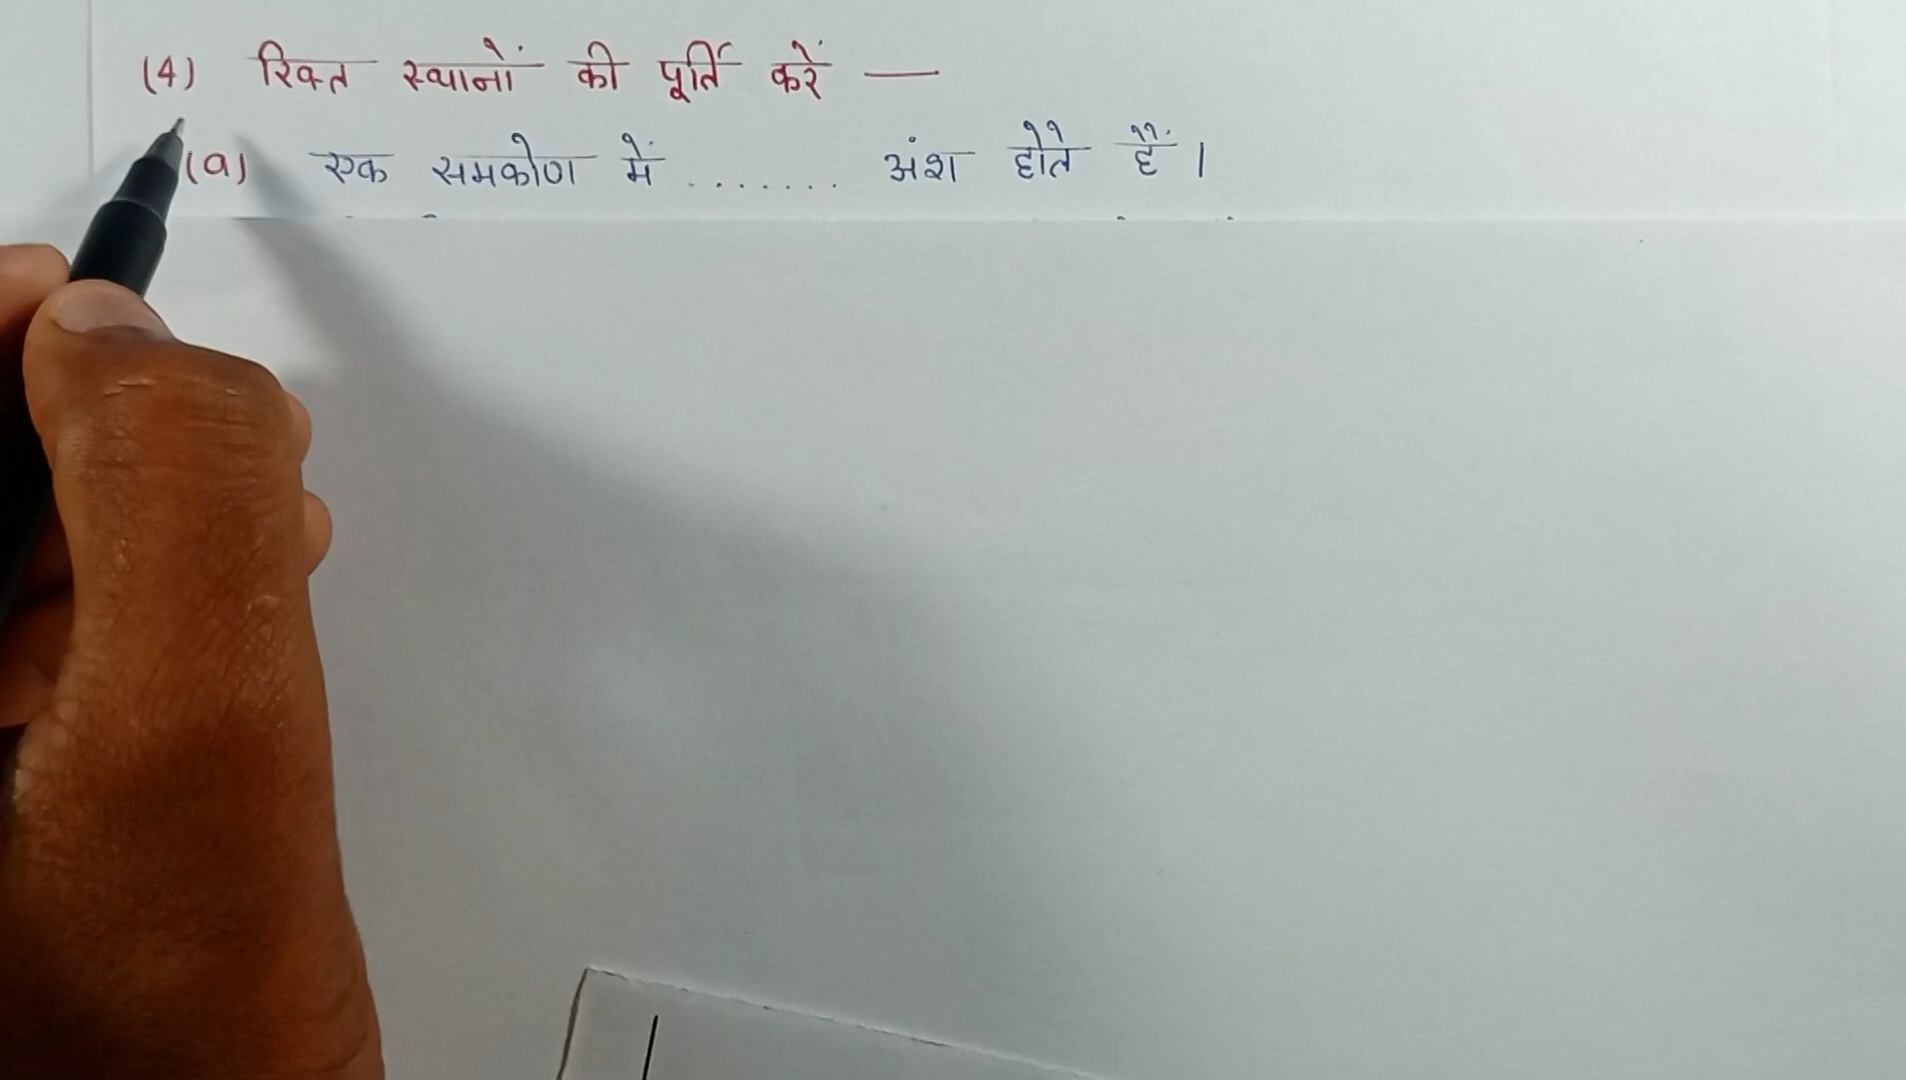 (4) रिक्त स्थानों की पूर्ति करें —
(a) एक समकोण में ....... अंश होते हैं।